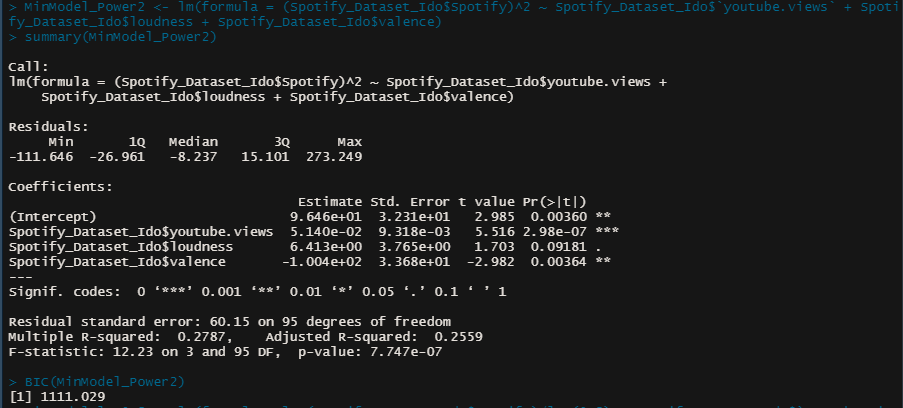 > MinModel_Power2 <- lm(formula = (Spotify_Dataset_Ido$Spotify)^2 ~ Spotify_Dataset_Ido$`youtube.views` + Spoti
fy_Dataset_Ido$loudness + Spotify_Dataset_Ido$valence)
> summary(MinModel_Power2)
Call:
lm(formula = (Spotify_Dataset_Ido$Spotify)^2 ~ Spotify_Dataset_Ido$youtube.views +
    Spotify_Dataset_Ido$loudness + Spotify_Dataset_Ido$valence)
Residuals:
     Min       1Q   Median       3Q      Max
-111.646  -26.961   -8.237   15.101  273.249
Coefficients:
                                    Estimate Std. Error t value Pr(>|t|)
(Intercept)                        9.646e+01  3.231e+01   2.985  0.00360 **
Spotify_Dataset_Ido$youtube.views  5.140e-02  9.318e-03   5.516 2.98e-07 ***
Spotify_Dataset_Ido$loudness       6.413e+00  3.765e+00   1.703  0.09181 .
Spotify_Dataset_Ido$valence       -1.004e+02  3.368e+01  -2.982  0.00364 **
---
Signif. codes:  0 ‘***’ 0.001 ‘**’ 0.01 ‘*’ 0.05 ‘.’ 0.1 ‘ ’ 1
Residual standard error: 60.15 on 95 degrees of freedom
Multiple R-squared:  0.2787,	Adjusted R-squared:  0.2559
F-statistic: 12.23 on 3 and 95 DF,  p-value: 7.747e-07
> BIC(MinModel_Power2)
[1] 1111.029